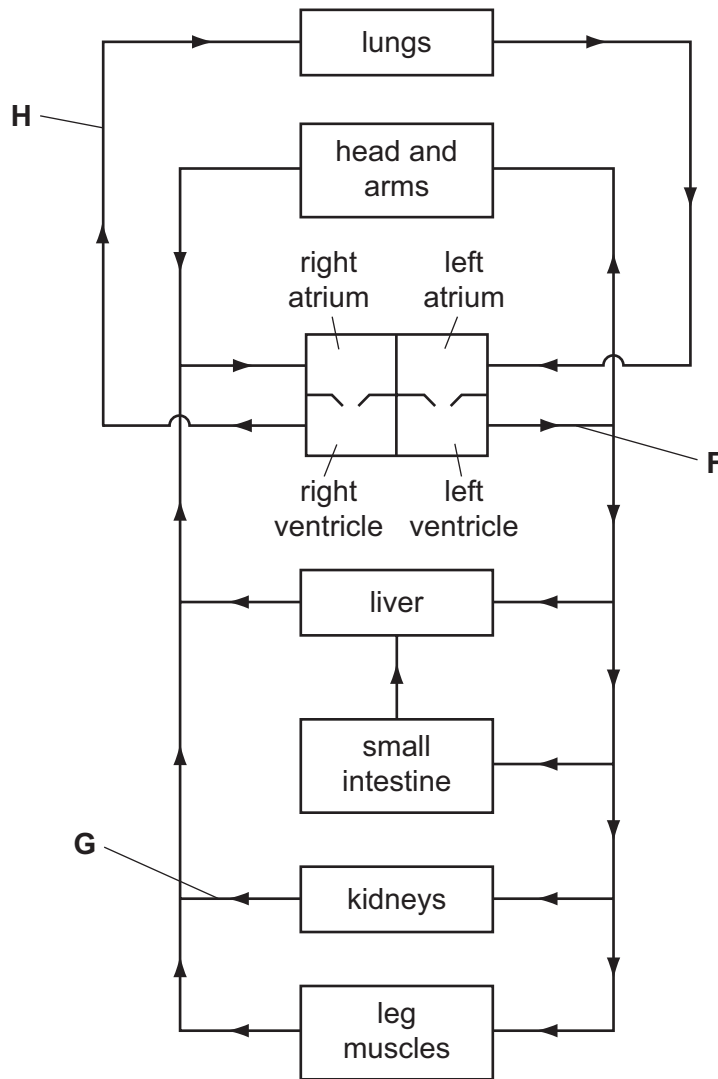 lungs
H
head and
arms
right
atrium
left
atrium
F
right
ventricle
left
ventricle
liver
small
intestine
G
kidneys
leg
muscles